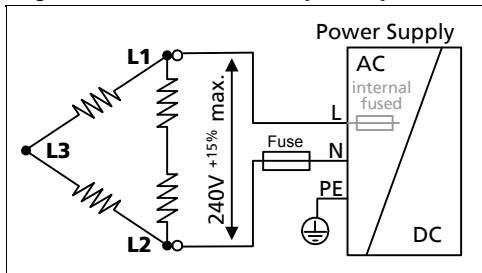 Power Supply
L1
AC
internal
fused
L
240V +15% max.
Fuse
N
L3
PE
L2
DC